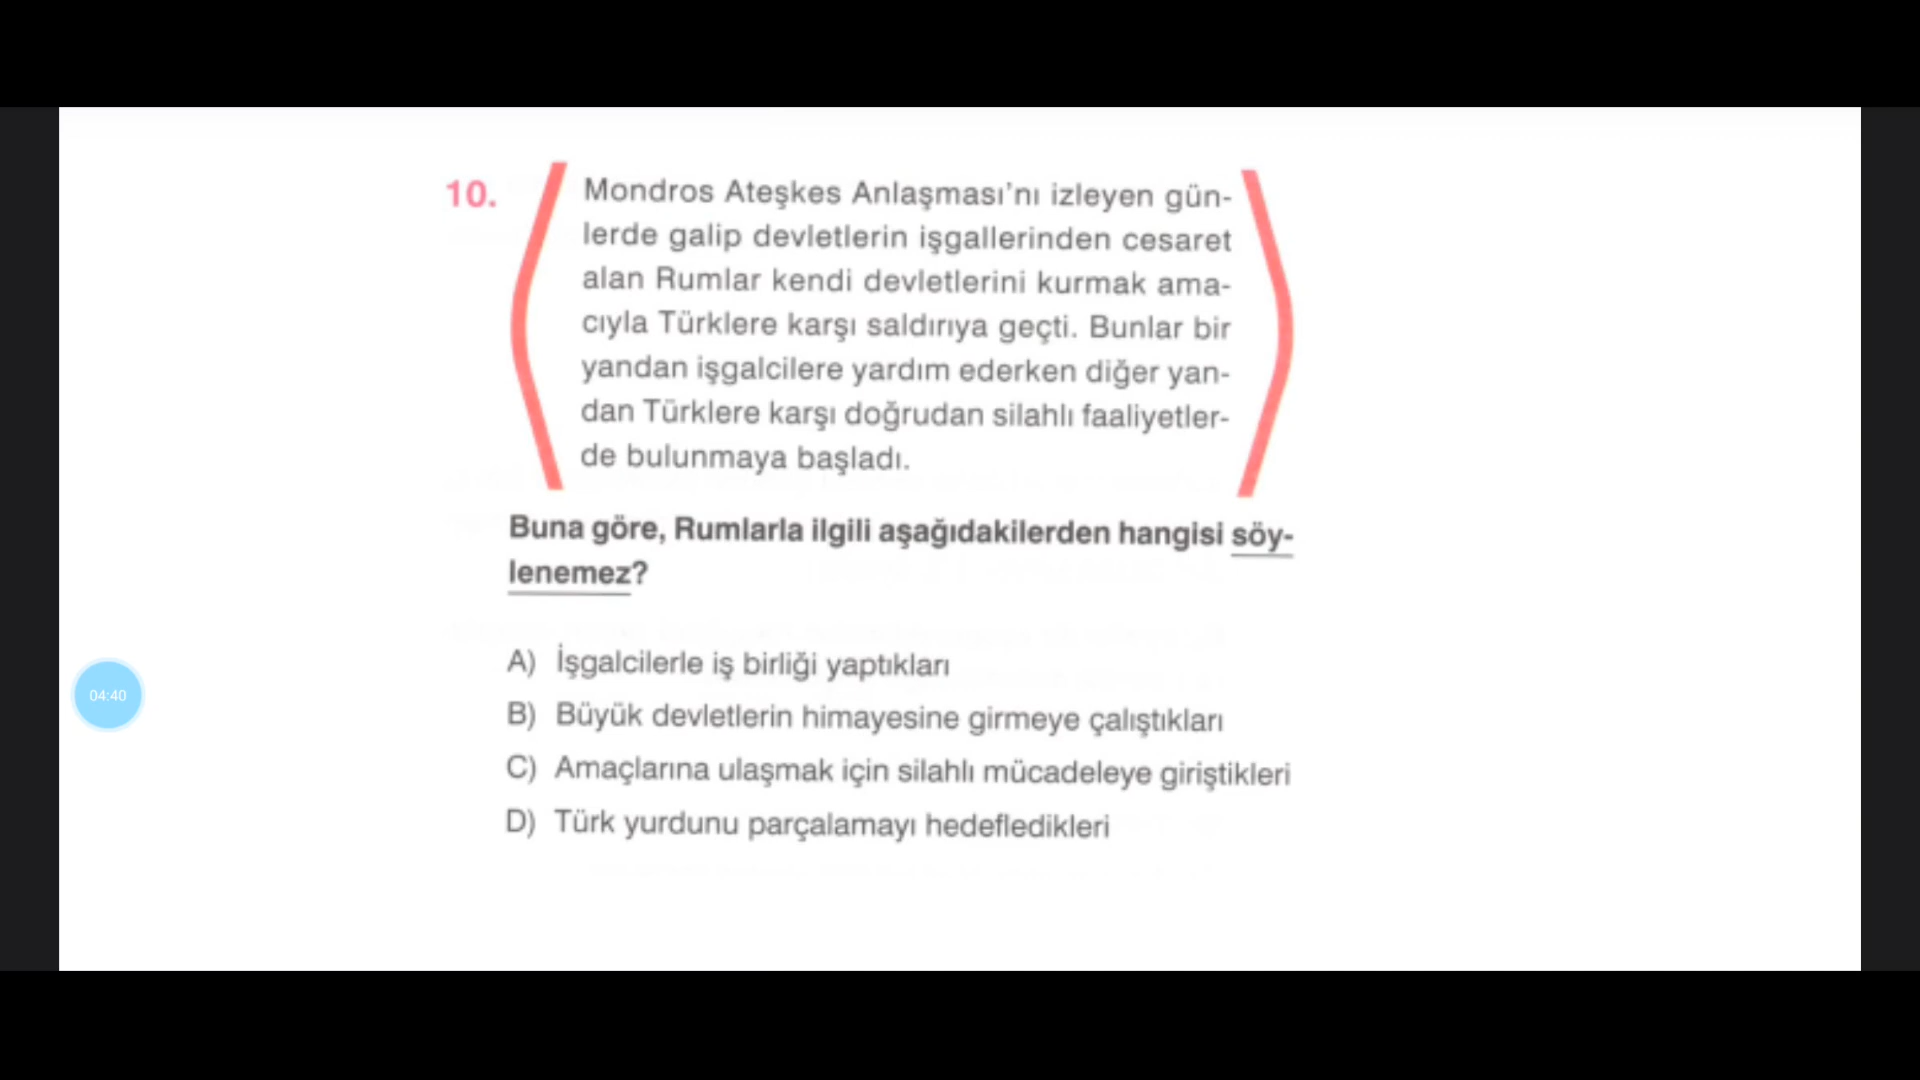 10.
Mondros Ateşkes Anlaşması'nı izleyen gün-
lerde galip devletlerin işgallerinden cesaret
alan Rumlar kendi devletlerini kurmak ama-
cıyla Türklere karşı saldırıya geçti. Bunlar bir
yandan işgalcilere yardım ederken diğer yan-
dan Türklere karşı doğrudan silahlı faaliyetler-
de bulunmaya başladı.
Buna göre, Rumlarla ilgili aşağıdakilerden hangisi söy-
lenemez?
A) İşgalcilerle iş birliği yaptıkları
B) Büyük devletlerin himayesine girmeye çalıştıkları
C) Amaçlarına ulaşmak için silahlı mücadeleye giriştikleri
D) Türk yurdunu parçalamayı hedefledikleri
04:40